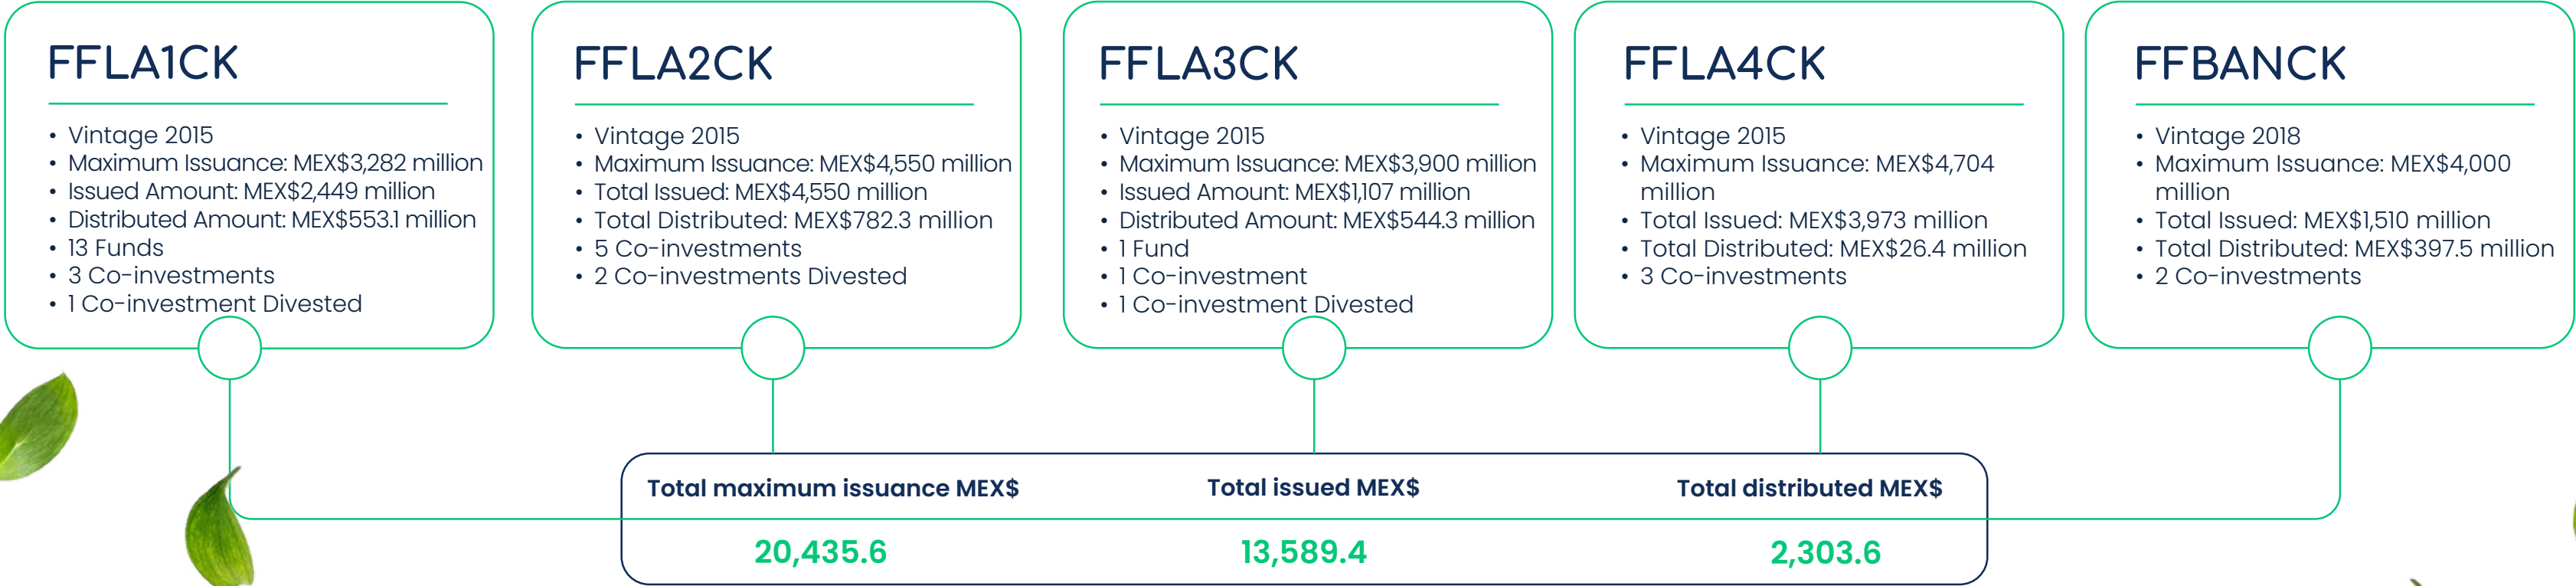 FFLA1CK
• Vintage 2015
• Maximum Issuance: MEX$3,282 million
• Issued Amount: MEX$2,449 million
• Distributed Amount: MEX$553.1 million
• 13 Funds
• 3 Co-investments
• 1 Co-investment Divested
FFLA2CK
• Vintage 2015
• Maximum Issuance: MEX$4,550 million
• Total Issued: MEX$4,550 million
• Total Distributed: MEX$782.3 million
• 5 Co-investments
• 2 Co-investments Divested
FFLA3CK
• Vintage 2015
• Maximum Issuance: MEX$3,900 million
• Issued Amount: MEX$1,107 million
• Distributed Amount: MEX$544.3 million
• 1 Fund
• 1 Co-investment
• 1 Co-investment Divested
FFLA4CK
• Vintage 2015
• Maximum Issuance: MEX$4,704
million
• Total Issued: MEX$3,973 million
• Total Distributed: MEX$26.4 million
• 3 Co-investments
FFBANCK
• Vintage 2018
• Maximum Issuance: MEX$4,000
million
• Total Issued: MEX$1,510 million
• Total Distributed: MEX$397.5 million
• 2 Co-investments
Total maximum issuance MEX$
20,435.6
Total issued MEX$
13,589.4
Total distributed MEX$
2,303.6